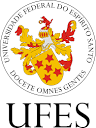 UNIVERSIDADE FEDERAL DO ESPÍRITO SANTO
DOCETE OMNES GENTES
UFES